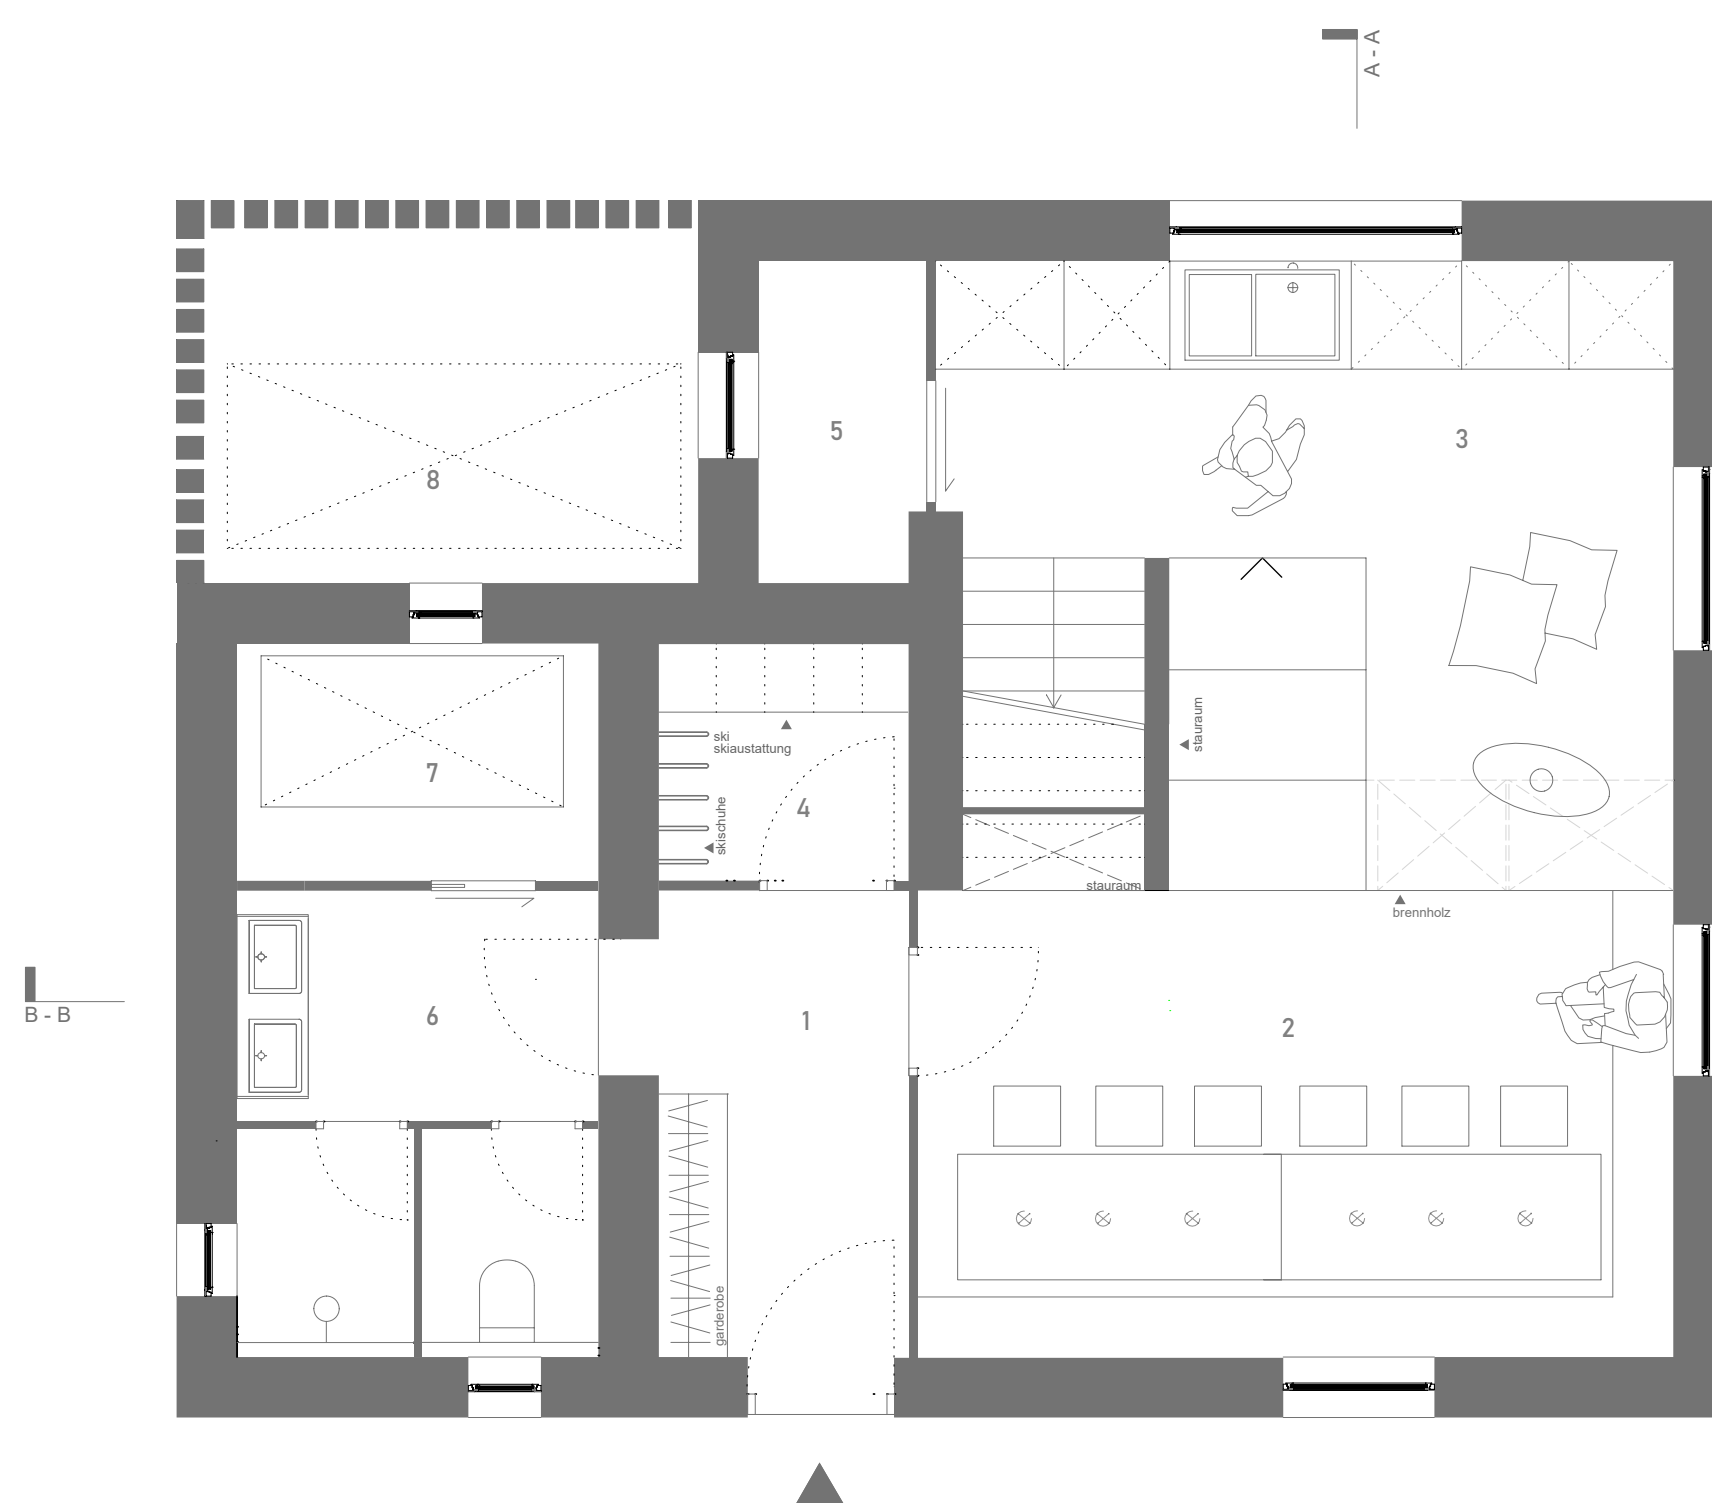 A - A
5
3
8
stauraum
ski
skiaustattung
7
4
skischuhe
stauraum
brennholz
B - B
6
1
2
garderobe